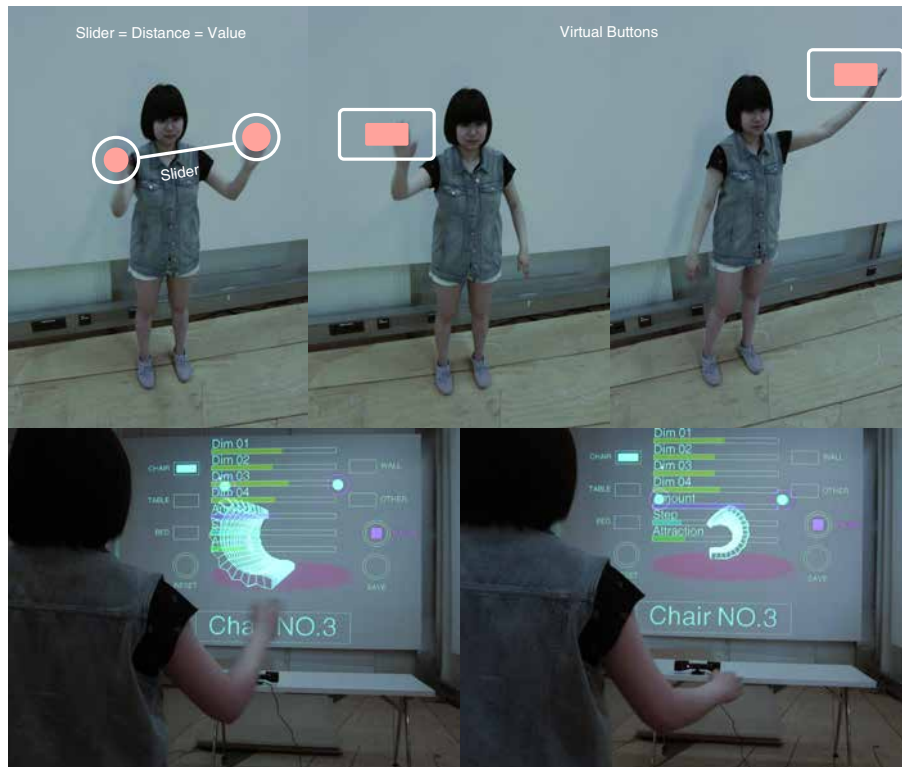 Slider = Distance = Value
Virtual Buttons
Slider
Dim 01
Dim 02
Dim 03
Dim 04
CHAIR
TABLE
BED
RESET
WALL
OTHER
SAVE
Chair NO.3
Dim 01
Dim 02
Dim 03
Dim 04
Amount
Step
Attraction
CHAIR
TABLE
BED
WALL
OTHER
SAVE
Chair NO.3